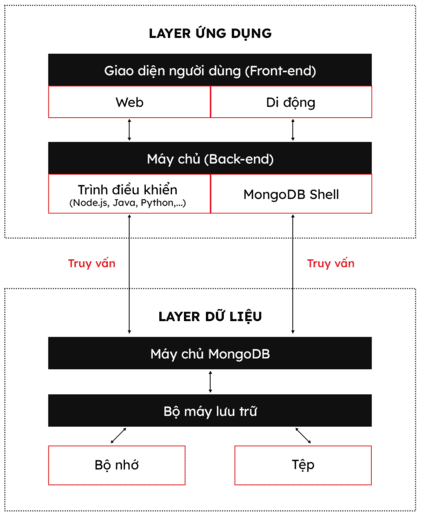 LAYER ỨNG DỤNG
Giao diện người dùng (Front-end)
Web
Di động
Máy chủ (Back-end)
Trình điều khiển
(Node.js, Java, Python,...)
MongoDB Shell
Truy vấn
Truy vấn
LAYER DỮ LIỆU
Máy chủ MongoDB
Bộ máy lưu trữ
Bộ nhớ
Tệp